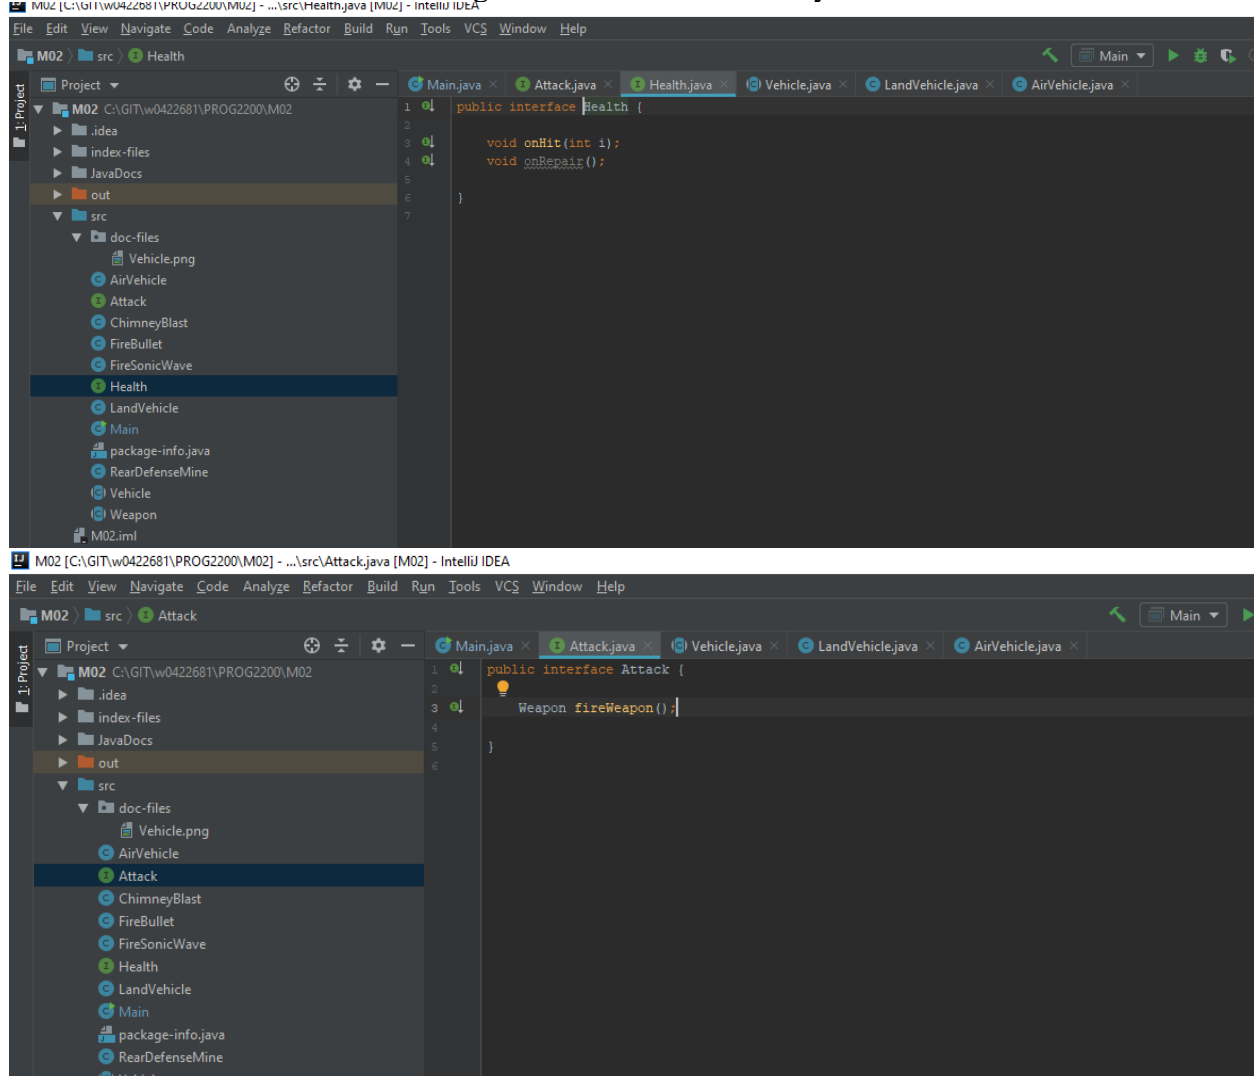 M02 [C:\GIT\w0422681\PROG2200\M02] - ...\src\Health.java [M02] - IntelliJ IDEA
File Edit View Navigate Code Analyze Refactor Build Run Tools VCS Window Help
M02 src Health
Main
1: Project
Project
Main.java Attack.java Health.java Vehicle.java LandVehicle.java AirVehicle.java
M02 C:\GIT\w0422681\PROG2200\M02
.idea
index-files
JavaDocs
out
src
doc-files
Vehicle.png
AirVehicle
Attack
ChimneyBlast
FireBullet
FireSonicWave
Health
LandVehicle
Main
package-info.java
RearDefenseMine
Vehicle
Weapon
M02.iml
1 public interface Health {
2
3 void onHit(int i);
4 void onRepair();
5
6 }
7
M02 [C:\GIT\w0422681\PROG2200\M02] - ...\src\Attack.java [M02] - IntelliJ IDEA
File Edit View Navigate Code Analyze Refactor Build Run Tools VCS Window Help
M02 src Attack
Main
1: Project
Project
Main.java Attack.java Vehicle.java LandVehicle.java AirVehicle.java
M02 C:\GIT\w0422681\PROG2200\M02
.idea
index-files
JavaDocs
out
src
doc-files
Vehicle.png
AirVehicle
Attack
ChimneyBlast
FireBullet
FireSonicWave
Health
LandVehicle
Main
package-info.java
RearDefenseMine
1 public interface Attack {
2
3 Weapon fireWeapon();
4
5 }
6